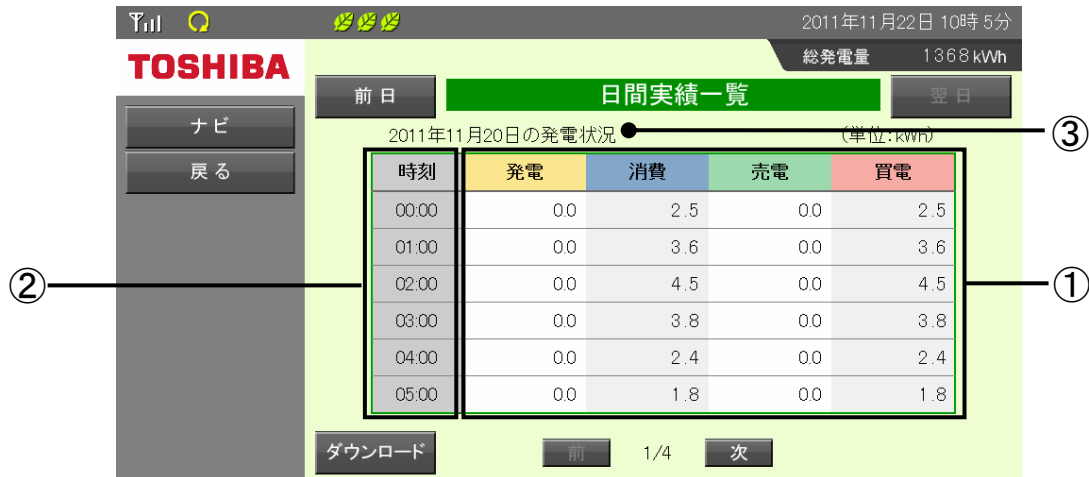 2011年11月22日 10時 5分
TOSHIBA
総発電量 1368 kWh
前 日 日間実績一覧 翌 日
ナ ビ
戻 る
2011年11月20日の発電状況 (単位:kWh)
③
時刻 発電 消費 売電 買電
00:00 0.0 2.5 0.0 2.5
01:00 0.0 3.6 0.0 3.6
02:00 0.0 4.5 0.0 4.5
03:00 0.0 3.8 0.0 3.8
04:00 0.0 2.4 0.0 2.4
05:00 0.0 1.8 0.0 1.8
②
①
ダウンロード 前 1/4 次